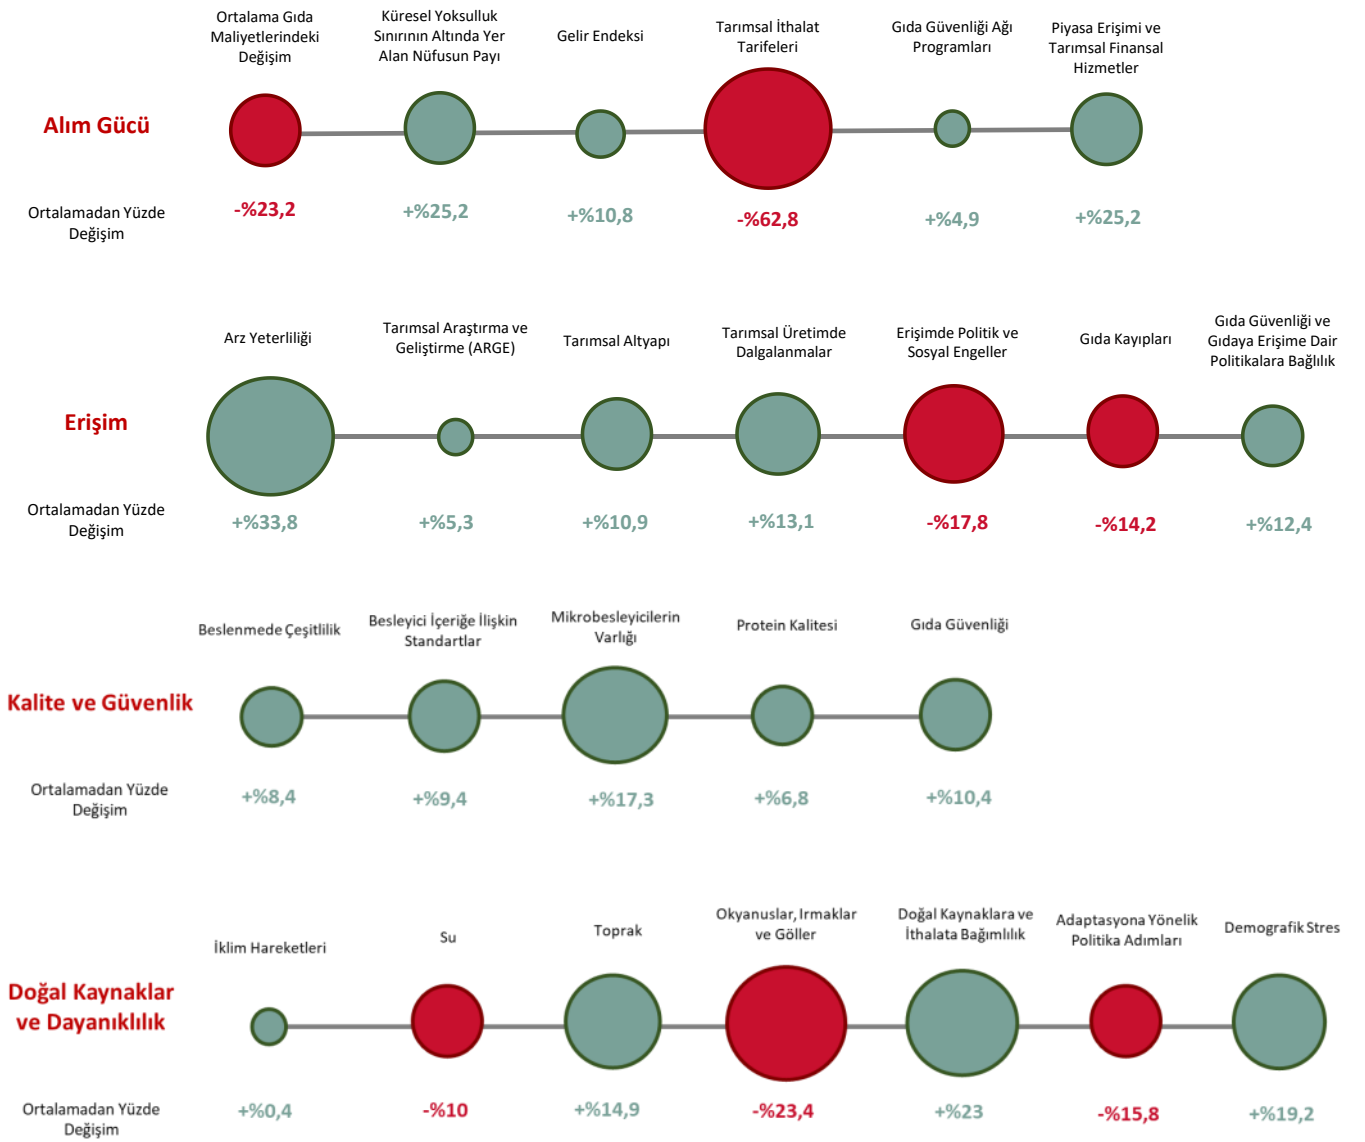 Ortalama Gıda
Maliyetlerindeki
Değişim
Küresel Yoksulluk
Sınırının Altında Yer
Alan Nüfusun Payı
Gelir Endeksi
Tarımsal İthalat
Tarifeleri
Gıda Güvenliği Ağı
Programları
Piyasa Erişimi ve
Tarımsal Finansal
Hizmetler
Alım Gücü
Ortalamadan Yüzde
Değişim
-%23,2
+%25,2
+%10,8
-%62,8
+%4,9
+%25,2
Arz Yeterliliği
Tarımsal Araştırma ve
Geliştirme (ARGE)
Tarımsal Altyapı
Tarımsal Üretimde
Dalgalanmalar
Erişimde Politik ve
Sosyal Engeller
Gıda Kayıpları
Gıda Güvenliği ve
Gıdaya Erişime Dair
Politikalara Bağlılık
Erişim
Ortalamadan Yüzde
Değişim
+%33,8
+%5,3
+%10,9
+%13,1
-%17,8
-%14,2
+%12,4
Beslenmede Çeşitlilik
Besleyici İçeriğe İlişkin
Standartlar
Mikrobesleyicilerin
Varlığı
Protein Kalitesi
Gıda Güvenliği
Kalite ve Güvenlik
Ortalamadan Yüzde
Değişim
+%8,4
+%9,4
+%17,3
+%6,8
+%10,4
İklim Hareketleri
Su
Toprak
Okyanuslar, Irmaklar
ve Göller
Doğal Kaynaklara ve
İthalata Bağımlılık
Adaptasyona Yönelik
Politika Adımları
Demografik Stres
Doğal Kaynaklar
ve Dayanıklılık
Ortalamadan Yüzde
Değişim
+%0,4
-%10
+%14,9
-%23,4
+%23
-%15,8
+%19,2